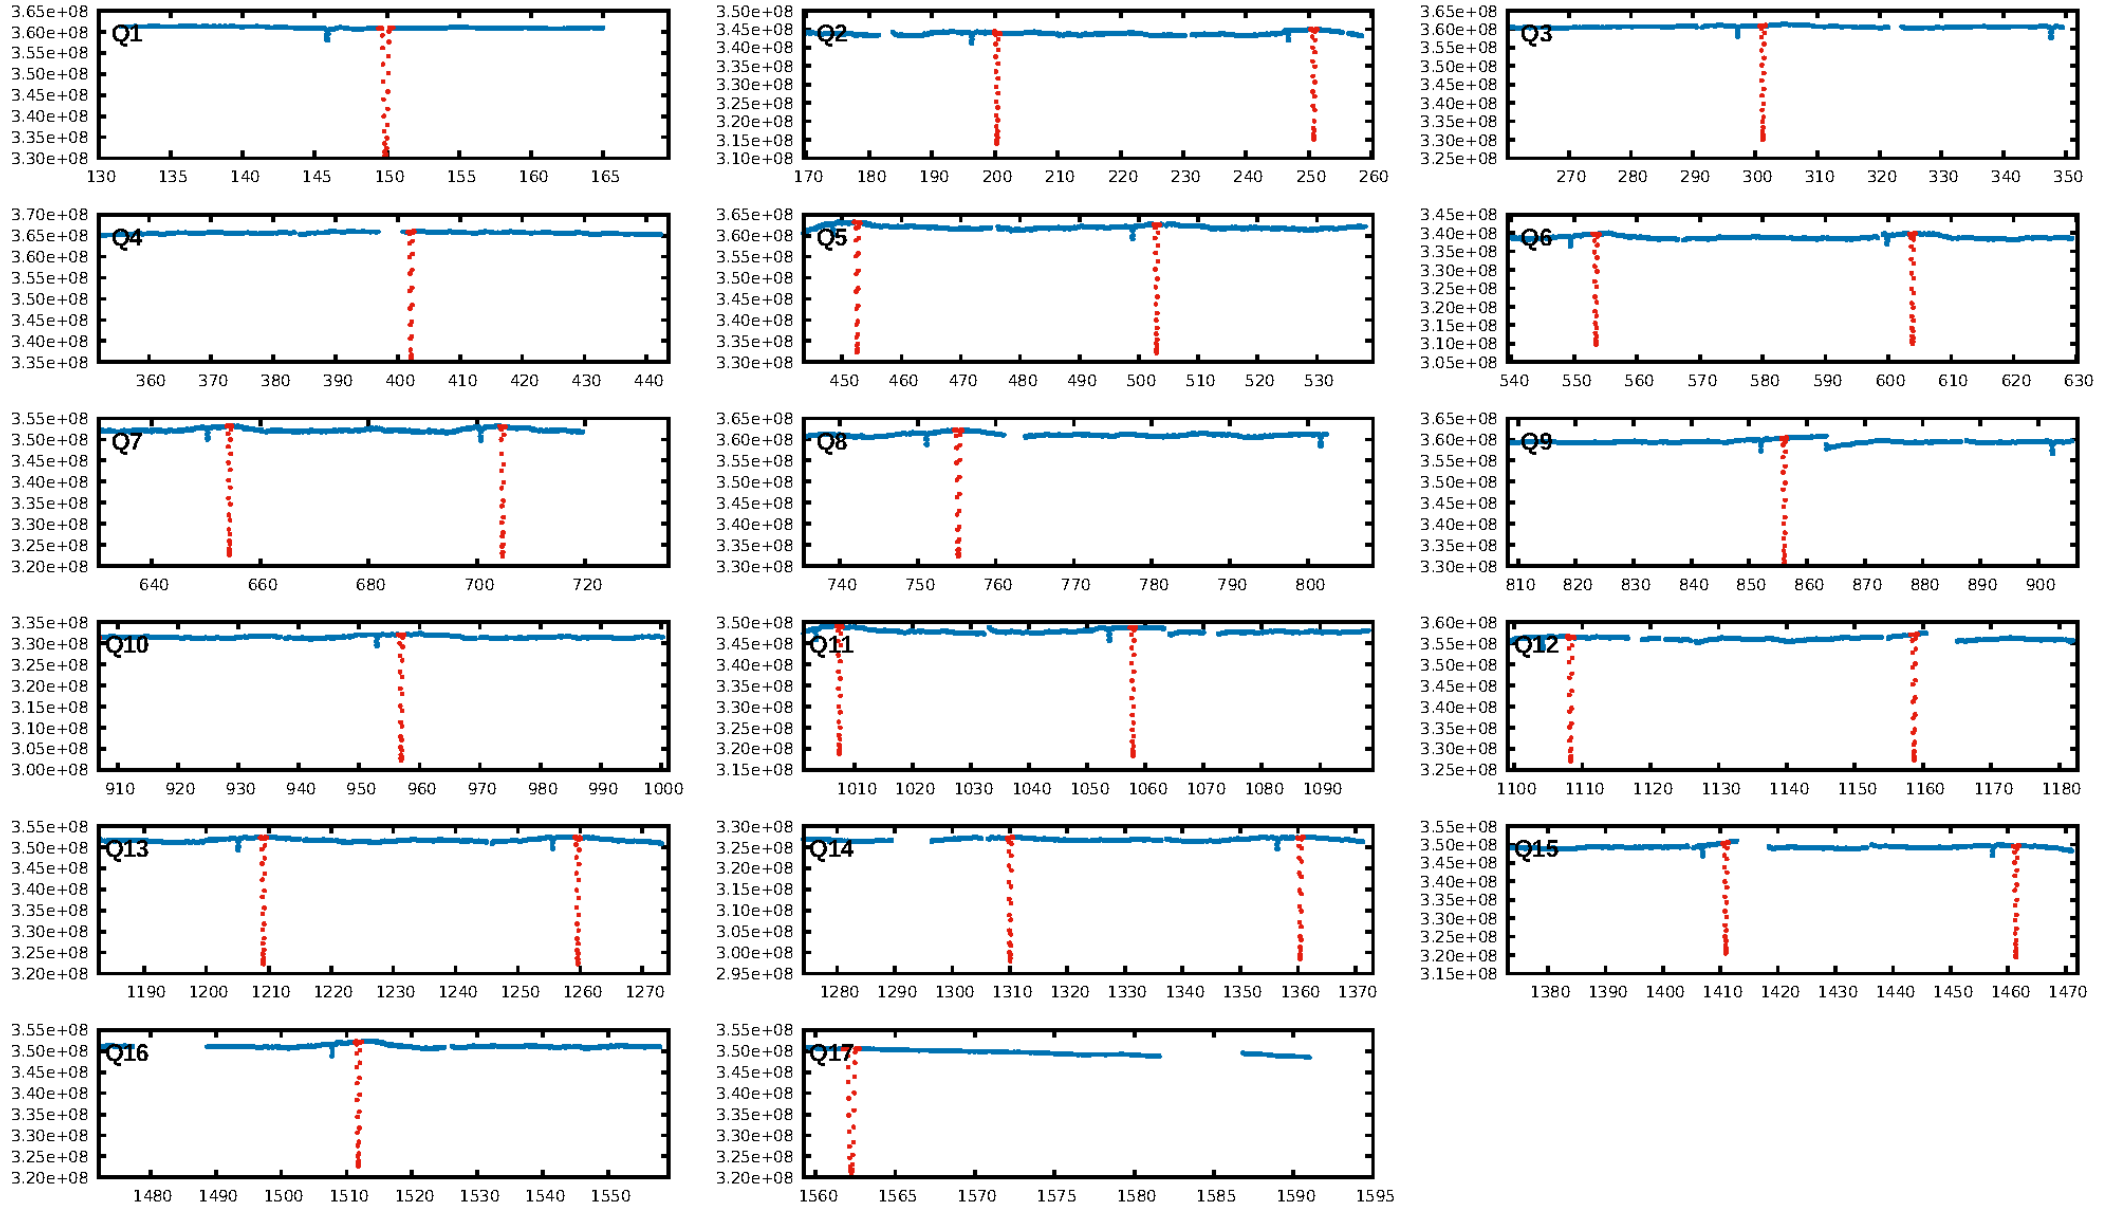 3.65e+08
3.60e+08
3.55e+08
3.50e+08
3.45e+08
3.40e+08
3.35e+08
3.30e+08
Q1
130 135 140 145 150 155 160 165
3.50e+08
3.45e+08
3.40e+08
3.35e+08
3.30e+08
3.25e+08
3.20e+08
3.15e+08
3.10e+08
Q2
170 180 190 200 210 220 230 240 250 260
3.65e+08
3.60e+08
3.55e+08
3.50e+08
3.45e+08
3.40e+08
3.35e+08
3.30e+08
3.25e+08
Q3
270 280 290 300 310 320 330 340 350
3.70e+08
3.65e+08
3.60e+08
3.55e+08
3.50e+08
3.45e+08
3.40e+08
3.35e+08
Q4
360 370 380 390 400 410 420 430 440
3.65e+08
3.60e+08
3.55e+08
3.50e+08
3.45e+08
3.40e+08
3.35e+08
3.30e+08
Q5
450 460 470 480 490 500 510 520 530
3.45e+08
3.40e+08
3.35e+08
3.30e+08
3.25e+08
3.20e+08
3.15e+08
3.10e+08
3.05e+08
Q6
540 550 560 570 580 590 600 610 620 630
3.55e+08
3.50e+08
3.45e+08
3.40e+08
3.35e+08
3.30e+08
3.25e+08
3.20e+08
Q7
640 660 680 700 720
3.65e+08
3.60e+08
3.55e+08
3.50e+08
3.45e+08
3.40e+08
3.35e+08
3.30e+08
Q8
740 750 760 770 780 790 800
3.65e+08
3.60e+08
3.55e+08
3.50e+08
3.45e+08
3.40e+08
3.35e+08
3.30e+08
Q9
810 820 830 840 850 860 870 880 890 900
3.35e+08
3.30e+08
3.25e+08
3.20e+08
3.15e+08
3.10e+08
3.05e+08
3.00e+08
Q10
910 920 930 940 950 960 970 980 990 1000
3.50e+08
3.45e+08
3.40e+08
3.35e+08
3.30e+08
3.25e+08
3.20e+08
3.15e+08
Q11
1010 1020 1030 1040 1050 1060 1070 1080 1090
3.60e+08
3.55e+08
3.50e+08
3.45e+08
3.40e+08
3.35e+08
3.30e+08
3.25e+08
Q12
1100 1110 1120 1130 1140 1150 1160 1170 1180
3.55e+08
3.50e+08
3.45e+08
3.40e+08
3.35e+08
3.30e+08
3.25e+08
3.20e+08
Q13
1190 1200 1210 1220 1230 1240 1250 1260 1270
3.30e+08
3.25e+08
3.20e+08
3.15e+08
3.10e+08
3.05e+08
3.00e+08
2.95e+08
Q14
1280 1290 1300 1310 1320 1330 1340 1350 1360 1370
3.55e+08
3.50e+08
3.45e+08
3.40e+08
3.35e+08
3.30e+08
3.25e+08
3.20e+08
3.15e+08
Q15
1380 1390 1400 1410 1420 1430 1440 1450 1460 1470
3.55e+08
3.50e+08
3.45e+08
3.40e+08
3.35e+08
3.30e+08
3.25e+08
3.20e+08
Q16
1480 1490 1500 1510 1520 1530 1540 1550
3.55e+08
3.50e+08
3.45e+08
3.40e+08
3.35e+08
3.30e+08
3.25e+08
3.20e+08
Q17
1560 1565 1570 1575 1580 1585 1590 1595